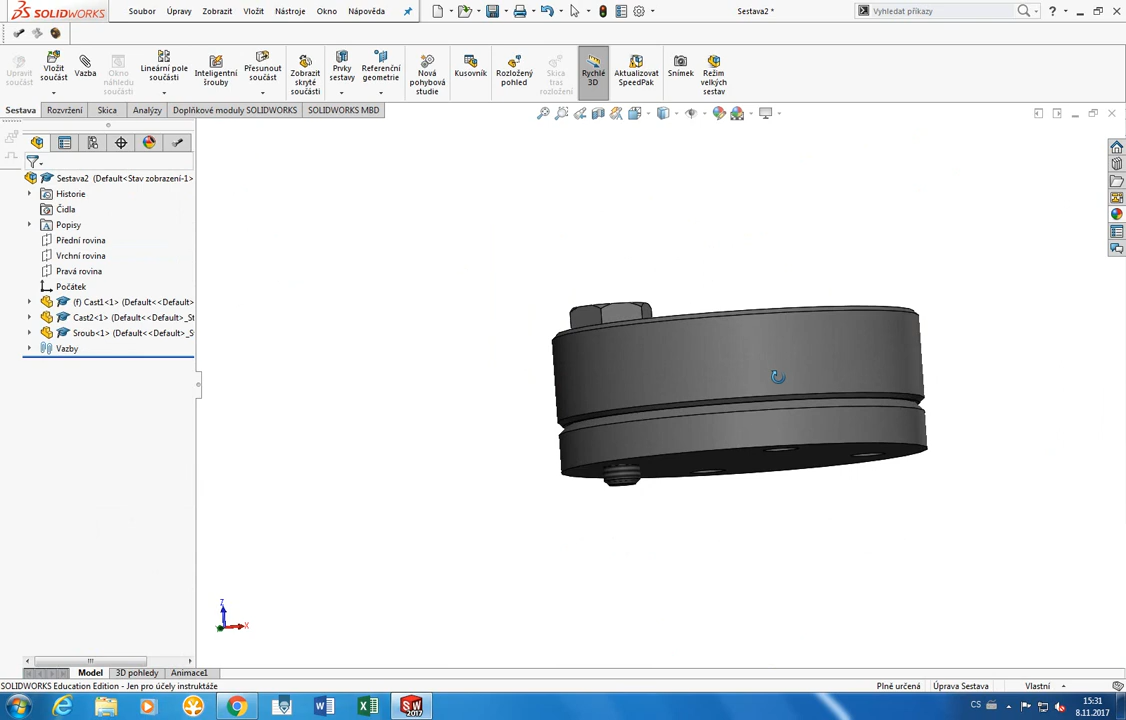 SOLIDWORKS
Soubor
Úpravy
Zobrazit
Vložit
Nástroje
Okno
Nápověda
Sestava2 *
Vyhledat příkazy
Upravit součást
Vložit součást
Vazba
Okno náhledu součásti
Lineární pole součásti
Inteligentní šrouby
Přesunout součást
Zobrazit skryté součásti
Prvky sestavy
Referenční geometrie
Nová pohybová studie
Kusovník
Rozložený pohled
Skica tras rozložení
Rychlé 3D
Aktualizovat SpeedPak
Snímek
Režim velkých sestav
Sestava
Rozvržení
Skica
Analýzy
Doplňkové moduly SOLIDWORKS
SOLIDWORKS MBD
Sestava2 (Default<Stav zobrazení-1>
Historie
Čidla
Popisy
Přední rovina
Vrchní rovina
Pravá rovina
Počátek
(f) Cast1<1> (Default<<Default>
Cast2<1> (Default<<Default>_St
Sroub<1> (Default<<Default>_S
Vazby
Z
X
Model
3D pohledy
Animace1
SOLIDWORKS Education Edition - Jen pro účely instruktáže
Plně určená
Úprava Sestava
Vlastní
CS
15:31
8.11.2017
SW
2017